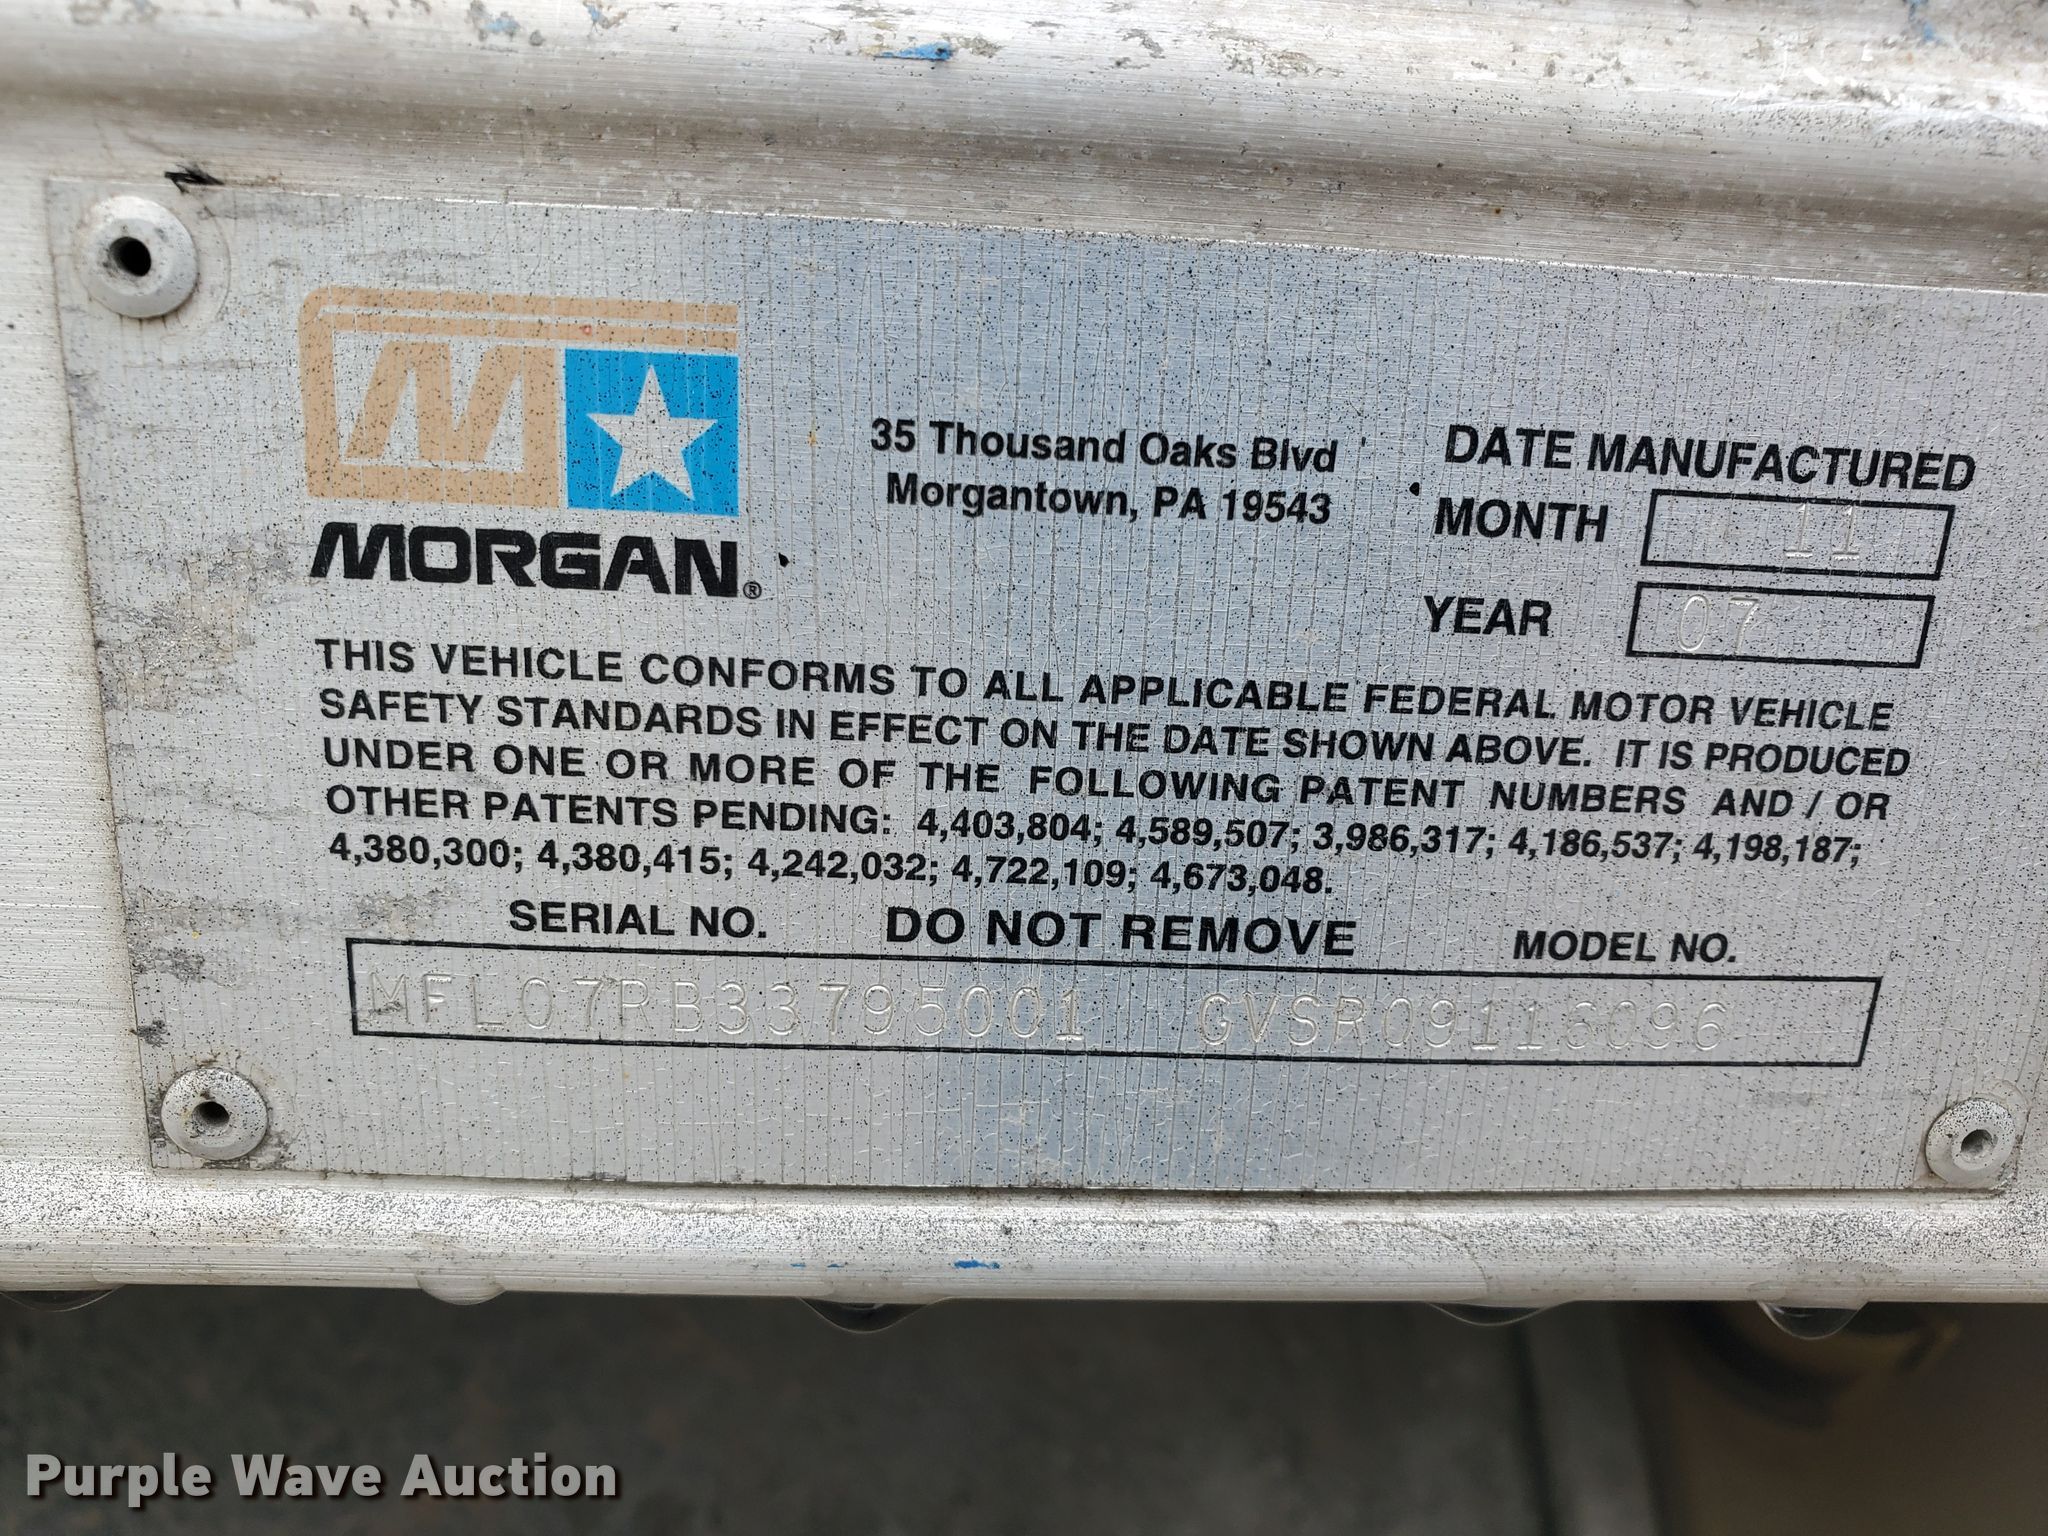 MORGAN®
35 Thousand Oaks Blvd
Morgantown, PA 19543
DATE MANUFACTURED
MONTH 11
YEAR 07
THIS VEHICLE CONFORMS TO ALL APPLICABLE FEDERAL MOTOR VEHICLE
SAFETY STANDARDS IN EFFECT ON THE DATE SHOWN ABOVE. IT IS PRODUCED
UNDER ONE OR MORE OF THE FOLLOWING PATENT NUMBERS AND / OR
OTHER PATENTS PENDING: 4,403,804; 4,589,507; 3,986,317; 4,186,537; 4,198,187;
4,380,300; 4,380,415; 4,242,032; 4,722,109; 4,673,048.
SERIAL NO. DO NOT REMOVE MODEL NO.
MFL07RB33795001 GVSR09116096
Purple Wave Auction